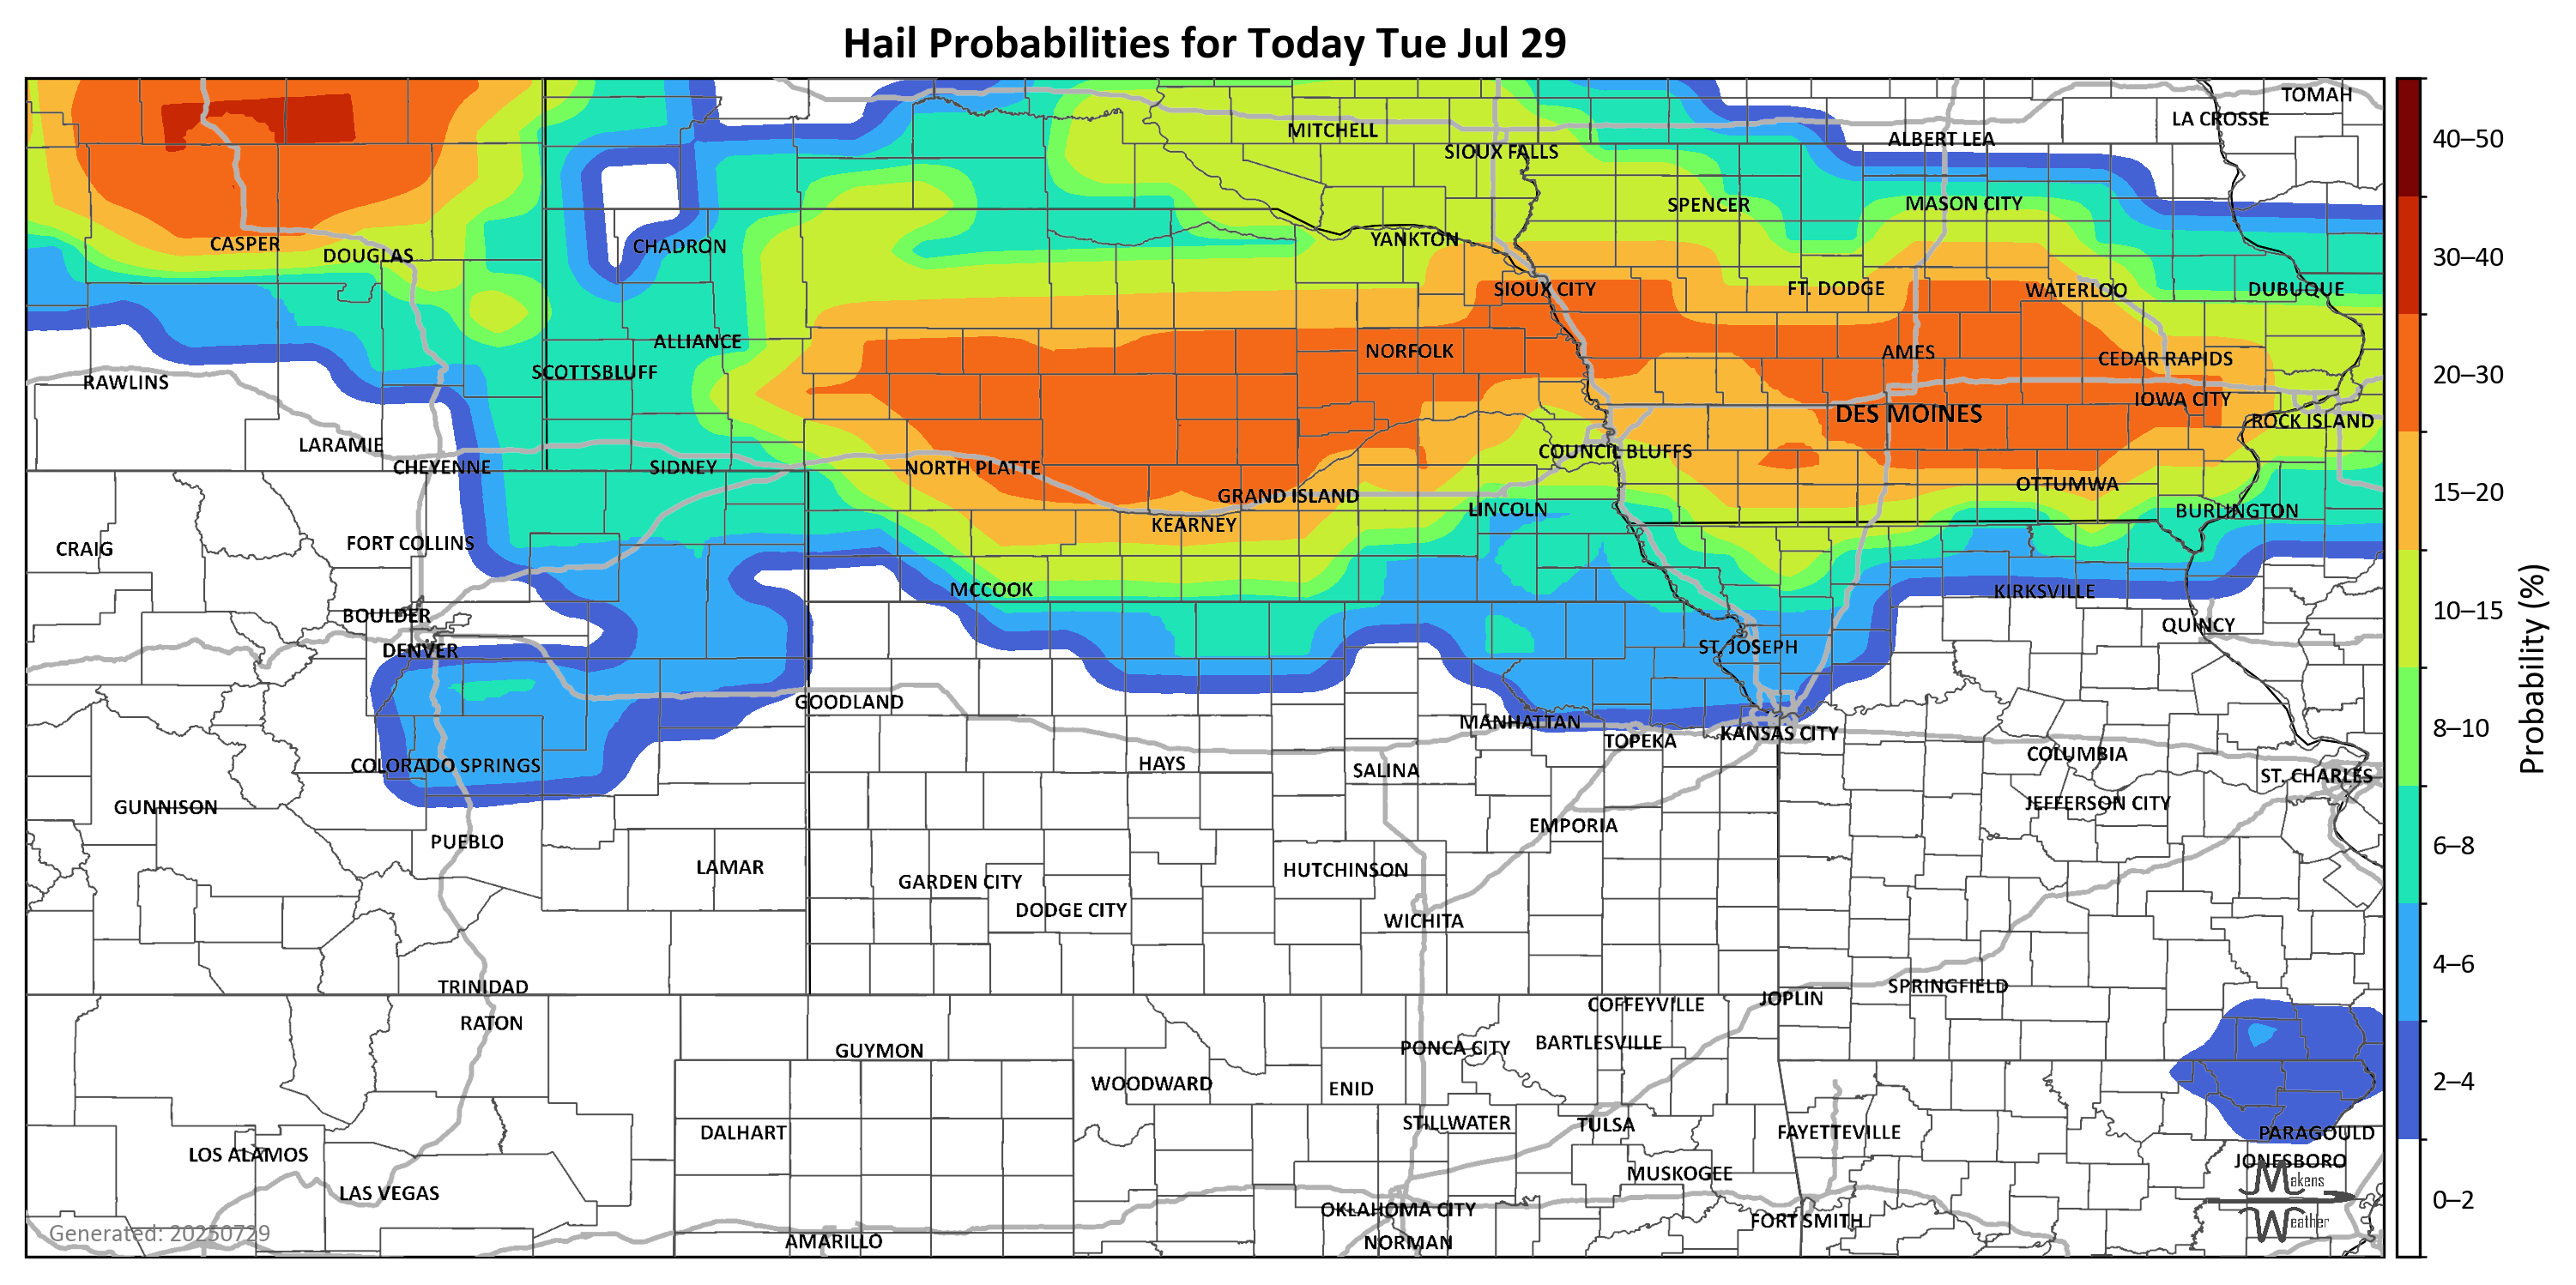 Hail Probabilities for Today Tue Jul 29
TOMAH
LA CROSSE
MITCHELL
ALBERT LEA
SIOUX FALLS
SPENCER
MASON CITY
YANKTON
CASPER
CHADRON
DOUGLAS
SIOUX CITY
FT. DODGE
WATERLOO
DUBUQUE
ALLIANCE
NORFOLK
AMES
CEDAR RAPIDS
SCOTTSBLUFF
RAWLINS
IOWA CITY
DES MOINES
ROCK ISLAND
LARAMIE
COUNCIL BLUFFS
CHEYENNE
SIDNEY
NORTH PLATTE
OTTUMWA
GRAND ISLAND
LINCOLN
BURLINGTON
KEARNEY
CRAIG
FORT COLLINS
MCCOOK
KIRKSVILLE
BOULDER
QUINCY
DENVER
ST. JOSEPH
GOODLAND
MANHATTAN
TOPEKA
KANSAS CITY
COLUMBIA
COLORADO SPRINGS
HAYS
SALINA
ST. CHARLES
GUNNISON
JEFFERSON CITY
EMPORIA
PUEBLO
LAMAR
HUTCHINSON
GARDEN CITY
DODGE CITY
WICHITA
TRINIDAD
SPRINGFIELD
COFFEYVILLE
JOPLIN
RATON
GUYMON
PONCA CITY
BARTLESVILLE
WOODWARD
ENID
STILLWATER
TULSA
DALHART
FAYETTEVILLE
PARAGOULD
LOS ALAMOS
JONESBORO
MUSKOGEE
LAS VEGAS
OKLAHOMA CITY
FORT SMITH
AMARILLO
NORMAN
Generated: 20250729
Makens
Weather
40–50
30–40
20–30
15–20
10–15
8–10
6–8
4–6
2–4
0–2
Probability (%)